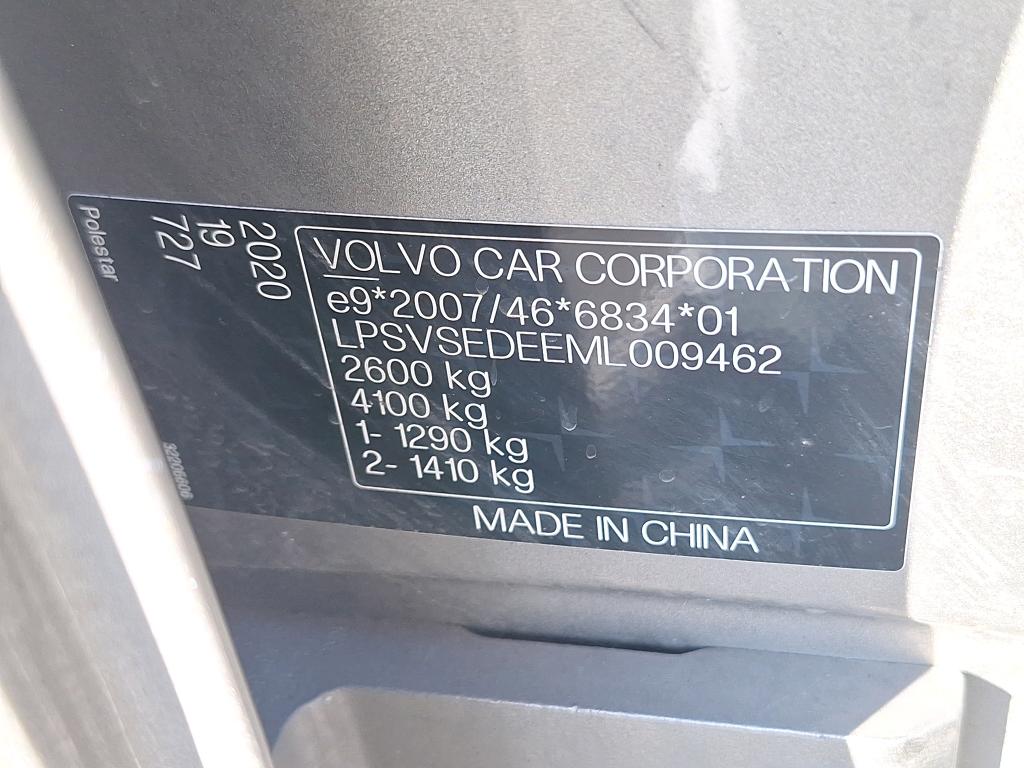 VOLVO CAR CORPORATION
e9*2007/46*6834*01
LPSVSEDEEML009462
2600 kg
4100 kg
1- 1290 kg
2- 1410 kg
MADE IN CHINA
2020
19
727
Polestar